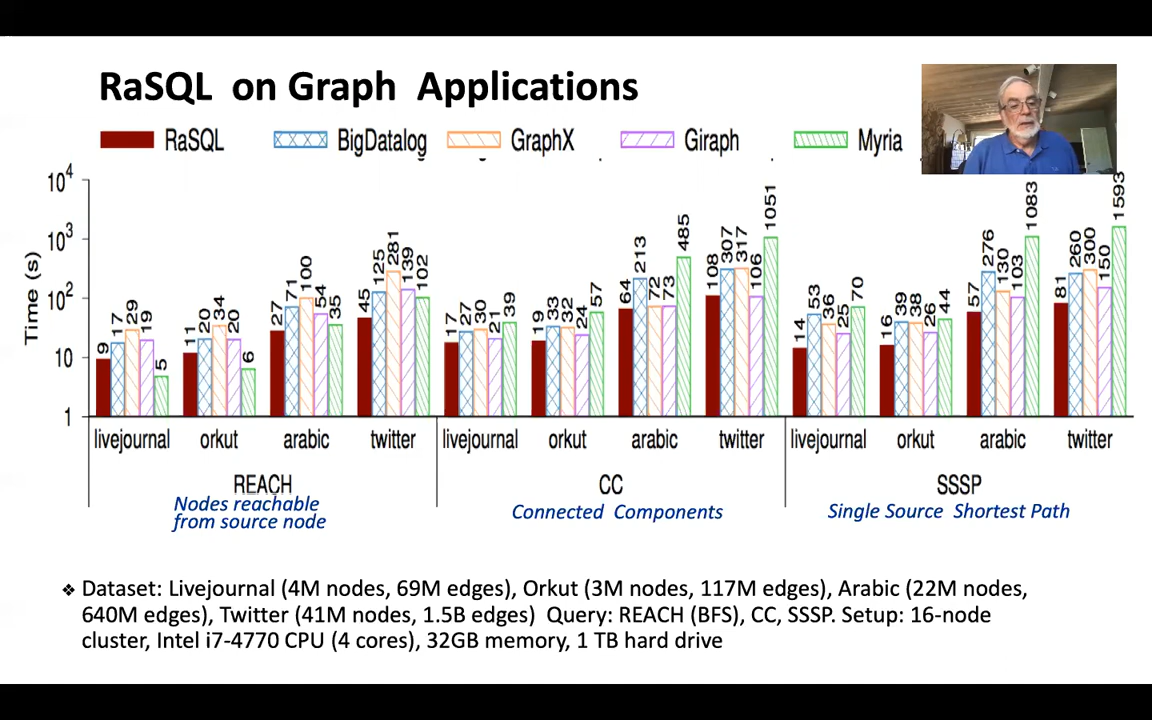 RaSQL on Graph Applications
RaSQL BigDatalog GraphX Giraph Myria
Time (s)
10^4
10^3
10^2
10
1
9 17 29 19 5 11 20 34 20 6 27 71 100 54 35 45 125 281 139 102 17 27 30 21 39 19 33 32 24 57 64 213 72 73 485 108 307 317 106 1051 14 53 36 25 70 16 39 38 26 44 57 276 130 103 1083 81 260 300 150 1593
livejournal orkut arabic twitter livejournal orkut arabic twitter livejournal orkut arabic twitter
REACH CC SSSP
Nodes reachable
from source node
Connected Components
Single Source Shortest Path
❖ Dataset: Livejournal (4M nodes, 69M edges), Orkut (3M nodes, 117M edges), Arabic (22M nodes,
640M edges), Twitter (41M nodes, 1.5B edges) Query: REACH (BFS), CC, SSSP. Setup: 16-node
cluster, Intel i7-4770 CPU (4 cores), 32GB memory, 1 TB hard drive